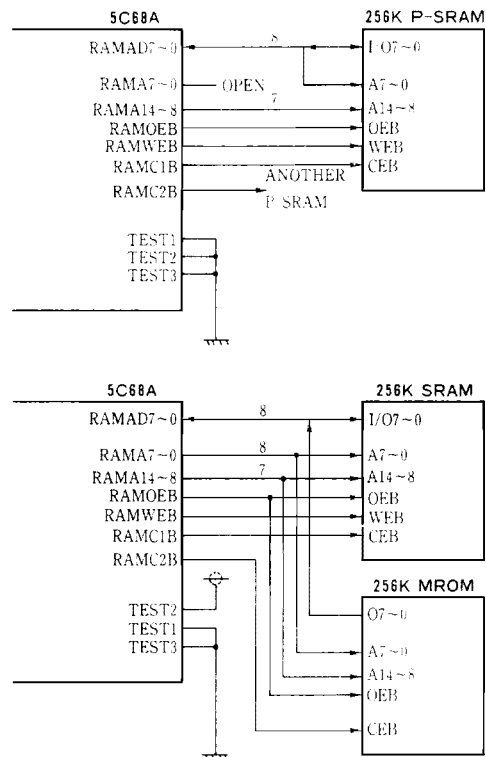 5C68A
256K P-SRAM
RAMAD7~0
8
I/O7~0
RAMA7~0
OPEN
A7~0
RAMA14~8
7
A14~8
RAMOEB
OEB
RAMWEB
WEB
RAMC1B
CEB
RAMC2B
ANOTHER
P SRAM
TEST1
TEST2
TEST3
5C68A
256K SRAM
RAMAD7~0
8
I/O7~0
RAMA7~0
8
A7~0
RAMA14~8
7
A14~8
RAMOEB
OEB
RAMWEB
WEB
RAMC1B
CEB
RAMC2B
256K MROM
TEST2
O7~0
TEST1
TEST3
A7~0
A14~8
OEB
CEB